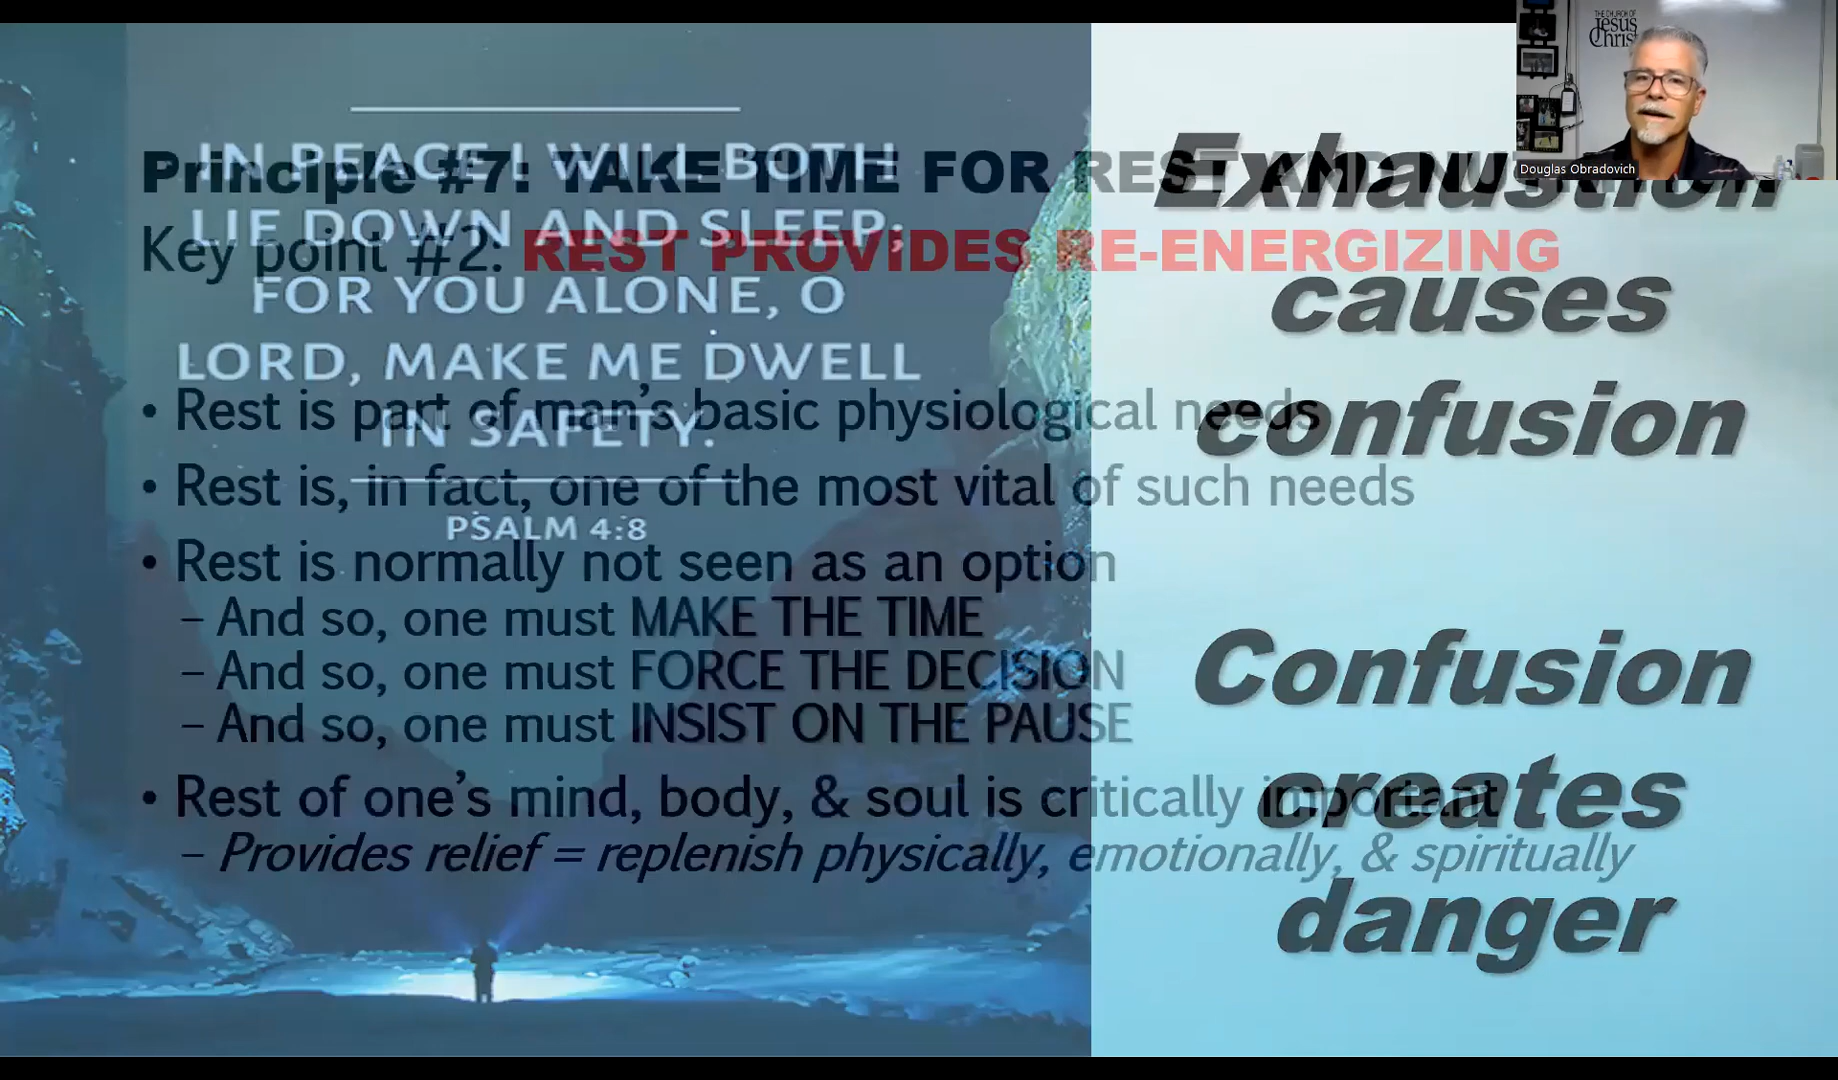 IN PEACE I WILL BOTH
LIE DOWN AND SLEEP;
FOR YOU ALONE, O
LORD, MAKE ME DWELL
IN SAFETY.
PSALM 4:8
Principle #7: TAKE TIME FOR REST AND
Key point #2: REST PROVIDES RE-ENERGIZING
• Rest is part of man's basic physiological needs
• Rest is, in fact, one of the most vital of such needs
• Rest is normally not seen as an option
– And so, one must MAKE THE TIME
– And so, one must FORCE THE DECISION
– And so, one must INSIST ON THE PAUSE
• Rest of one's mind, body, & soul is critically important
– Provides relief = replenish physically, emotionally, & spiritually
Exhaustion
causes
confusion
Confusion
creates
danger
THE CHURCH OF
Jesus
Christ
Douglas Obradovich